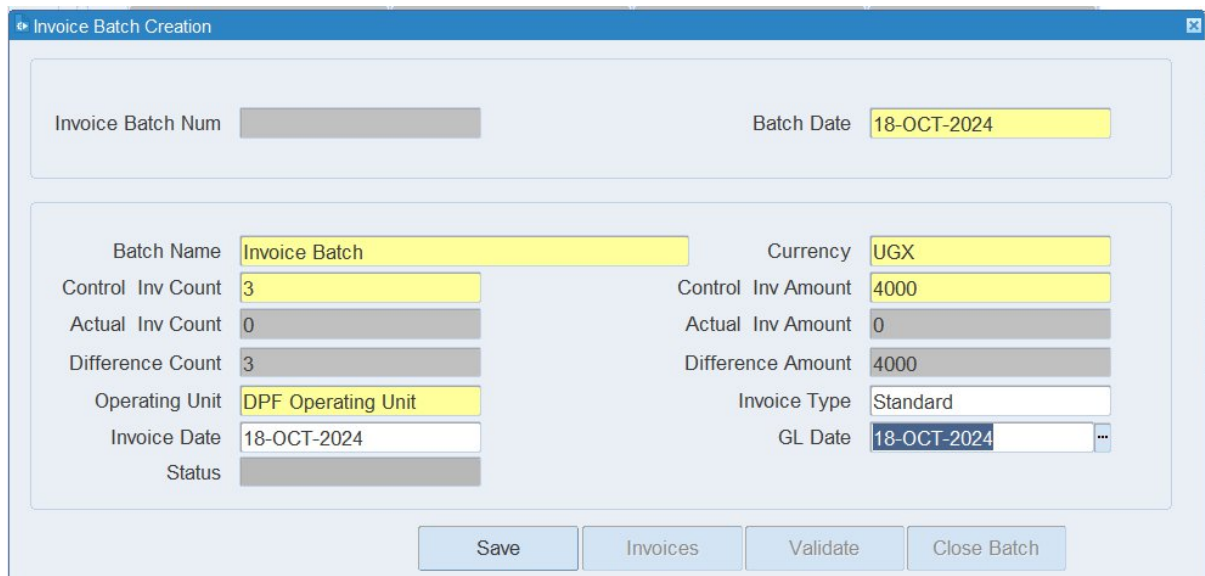 Invoice Batch Creation
Invoice Batch Num Batch Date 18-OCT-2024
Batch Name Invoice Batch Currency UGX
Control Inv Count 3 Control Inv Amount 4000
Actual Inv Count 0 Actual Inv Amount 0
Difference Count 3 Difference Amount 4000
Operating Unit DPF Operating Unit Invoice Type Standard
Invoice Date 18-OCT-2024 GL Date 18-OCT-2024 ...
Status
Save Invoices Validate Close Batch